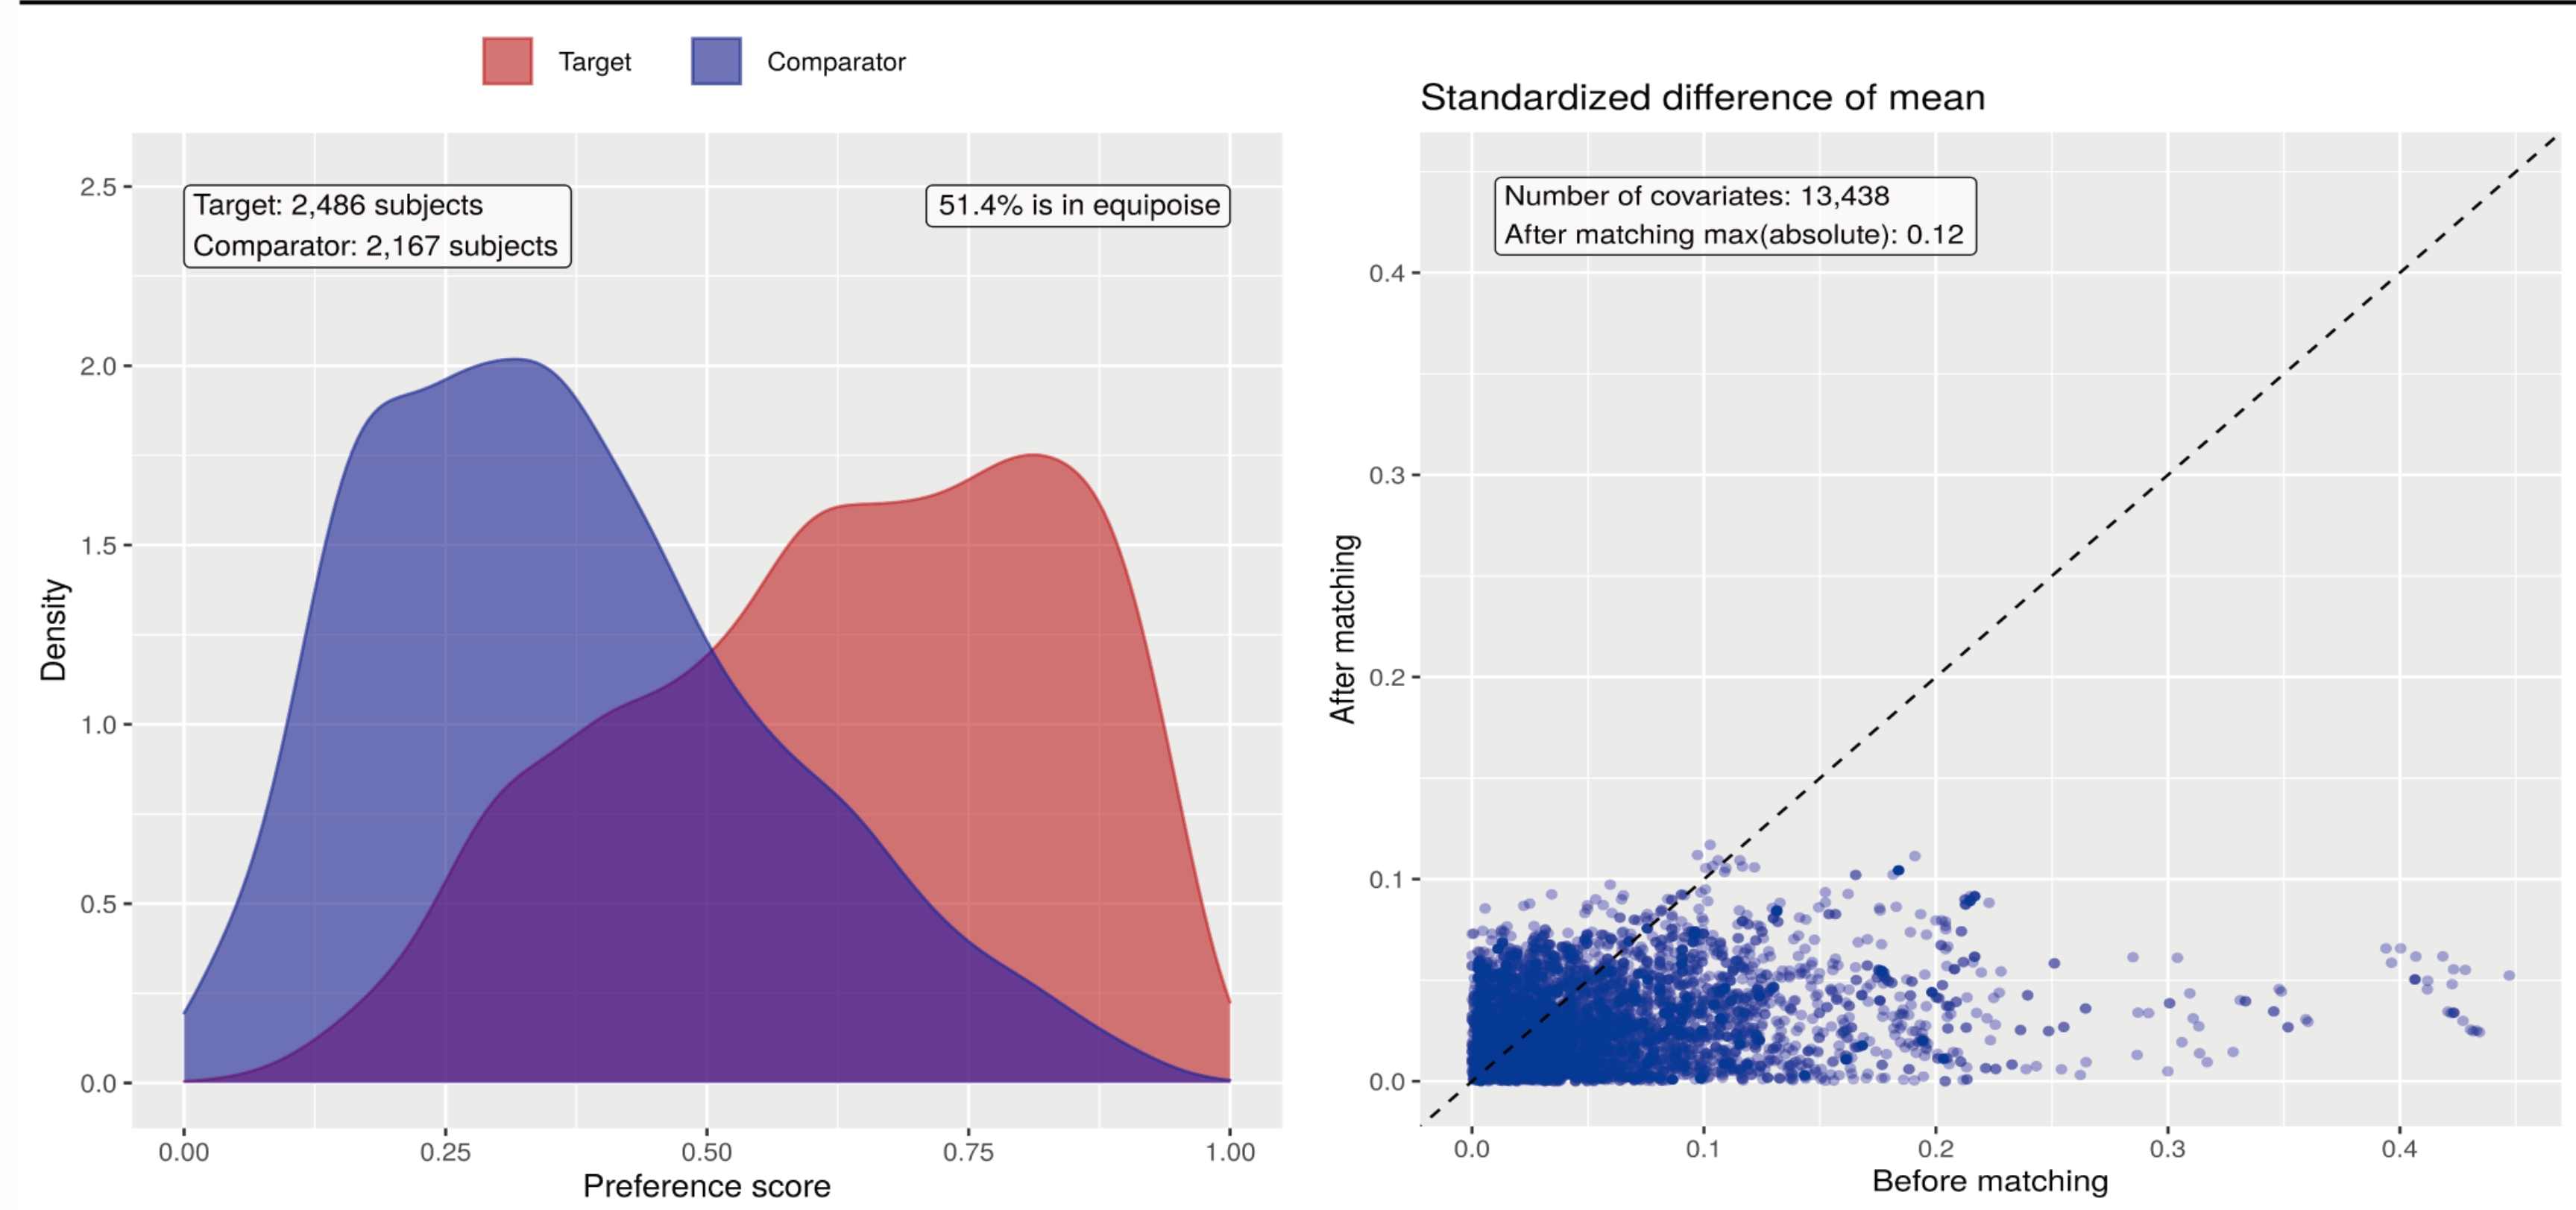 Target
Comparator
2.5
2.0
1.5
1.0
0.5
0.0
Density
Target: 2,486 subjects
Comparator: 2,167 subjects
51.4% is in equipoise
0.00
0.25
0.50
0.75
1.00
Preference score
Standardized difference of mean
Number of covariates: 13,438
After matching max(absolute): 0.12
0.4
0.3
0.2
0.1
0.0
After matching
0.0
0.1
0.2
0.3
0.4
Before matching